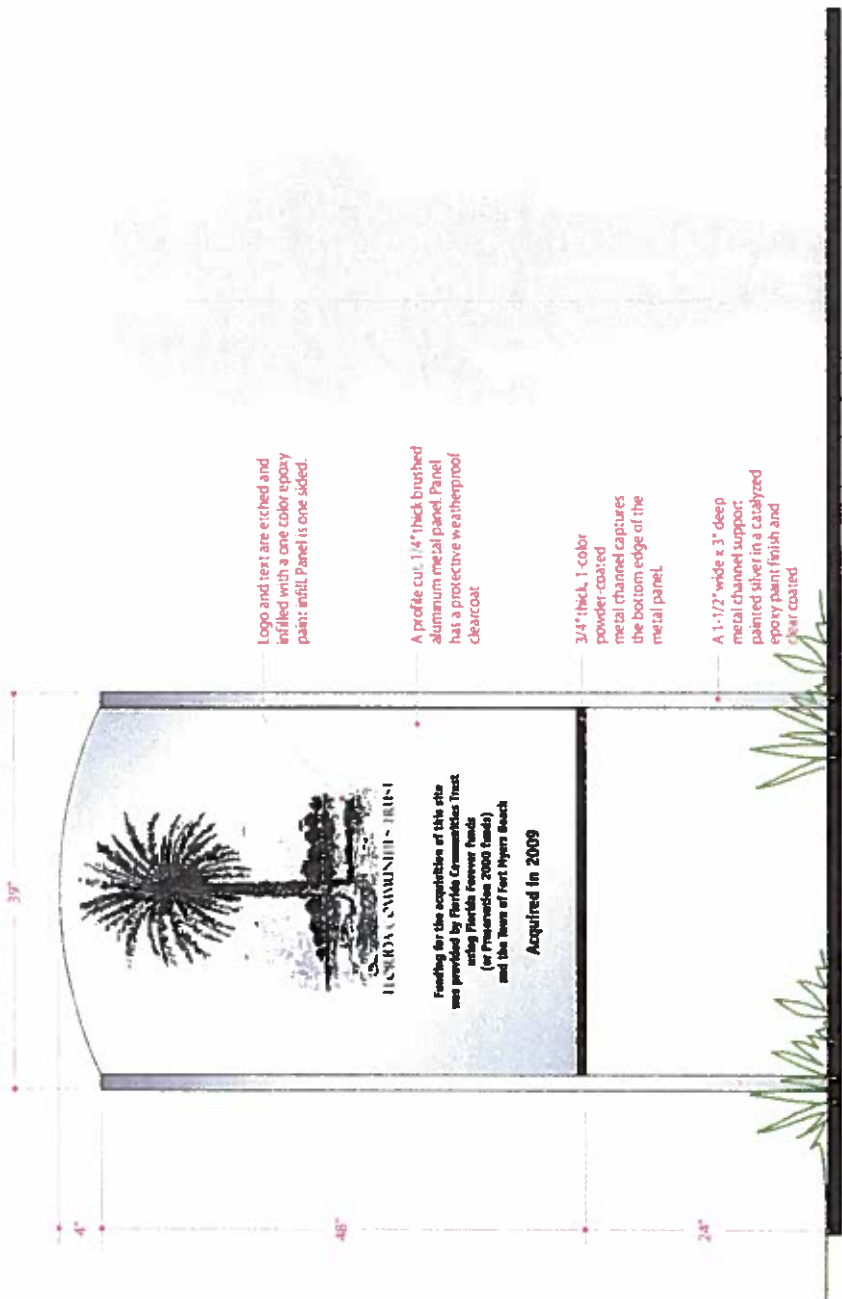 39"
4"
48"
24"
FLORIDA COMMUNITIES TRUST
Funding for the acquisition of this site
was provided by Florida Communities Trust
using Florida Forever funds
(or Preservation 2000 funds)
and the Town of Fort Myers Beach
Acquired in 2009
Logo and text are etched and
infilled with a one color epoxy
paint infill. Panel is one sided.
A profile cut, 1/4" thick brushed
aluminum metal panel. Panel
has a protective weatherproof
clearcoat
3/4" thick, 1-color
powder-coated
metal channel captures
the bottom edge of the
metal panel.
A 1-1/2" wide x 3" deep
metal channel support
painted silver in a catalyzed
epoxy paint finish and
clear coated